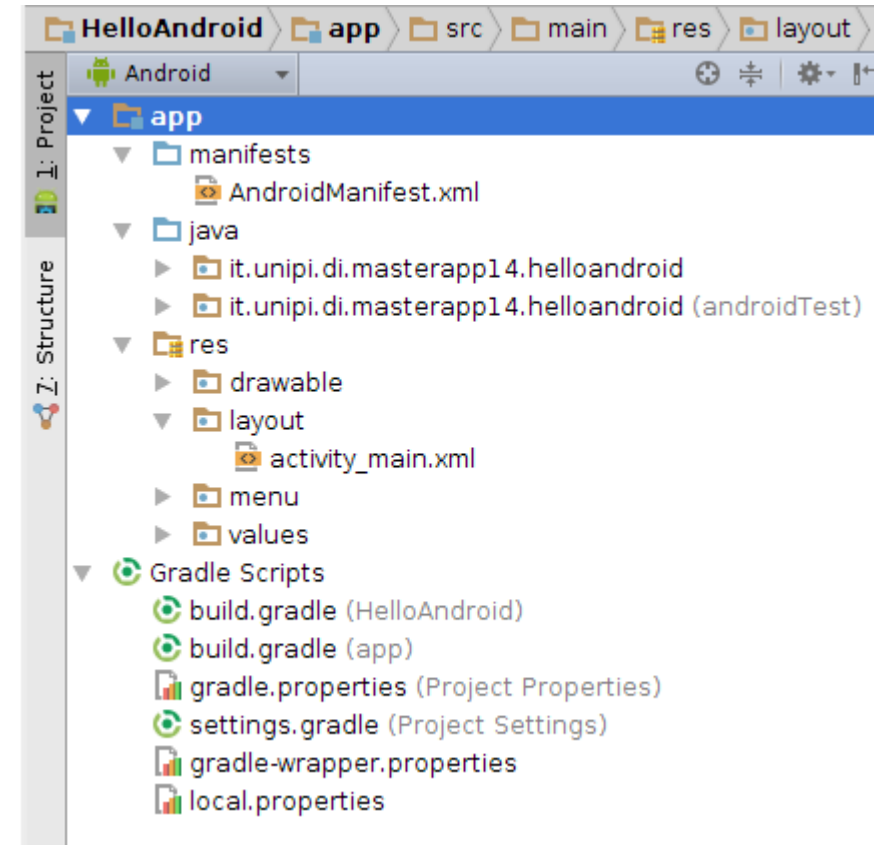 HelloAndroid app src main res layout
Android
1: Project
7: Structure
app
manifests
AndroidManifest.xml
java
it.unipi.di.masterapp14.helloandroid
it.unipi.di.masterapp14.helloandroid (androidTest)
res
drawable
layout
activity_main.xml
menu
values
Gradle Scripts
build.gradle (HelloAndroid)
build.gradle (app)
gradle.properties (Project Properties)
settings.gradle (Project Settings)
gradle-wrapper.properties
local.properties